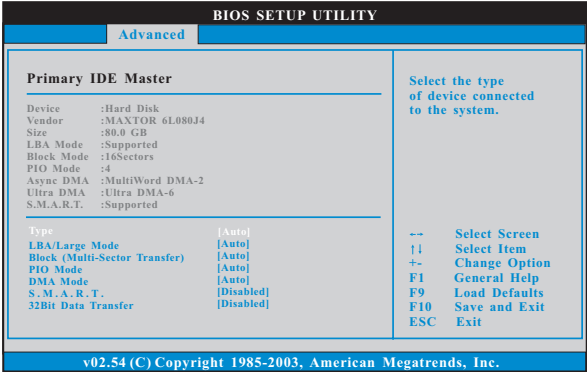 BIOS SETUP UTILITY
Advanced
Primary IDE Master
Device :Hard Disk
Vendor :MAXTOR 6L080J4
Size :80.0 GB
LBA Mode :Supported
Block Mode :16Sectors
PIO Mode :4
Async DMA :MultiWord DMA-2
Ultra DMA :Ultra DMA-6
S.M.A.R.T. :Supported
Type [Auto]
LBA/Large Mode [Auto]
Block (Multi-Sector Transfer) [Auto]
PIO Mode [Auto]
DMA Mode [Auto]
S.M.A.R.T. [Disabled]
32Bit Data Transfer [Disabled]
Select the type
of device connected
to the system.
←→ Select Screen
↑↓ Select Item
+- Change Option
F1 General Help
F9 Load Defaults
F10 Save and Exit
ESC Exit
v02.54 (C) Copyright 1985-2003, American Megatrends, Inc.